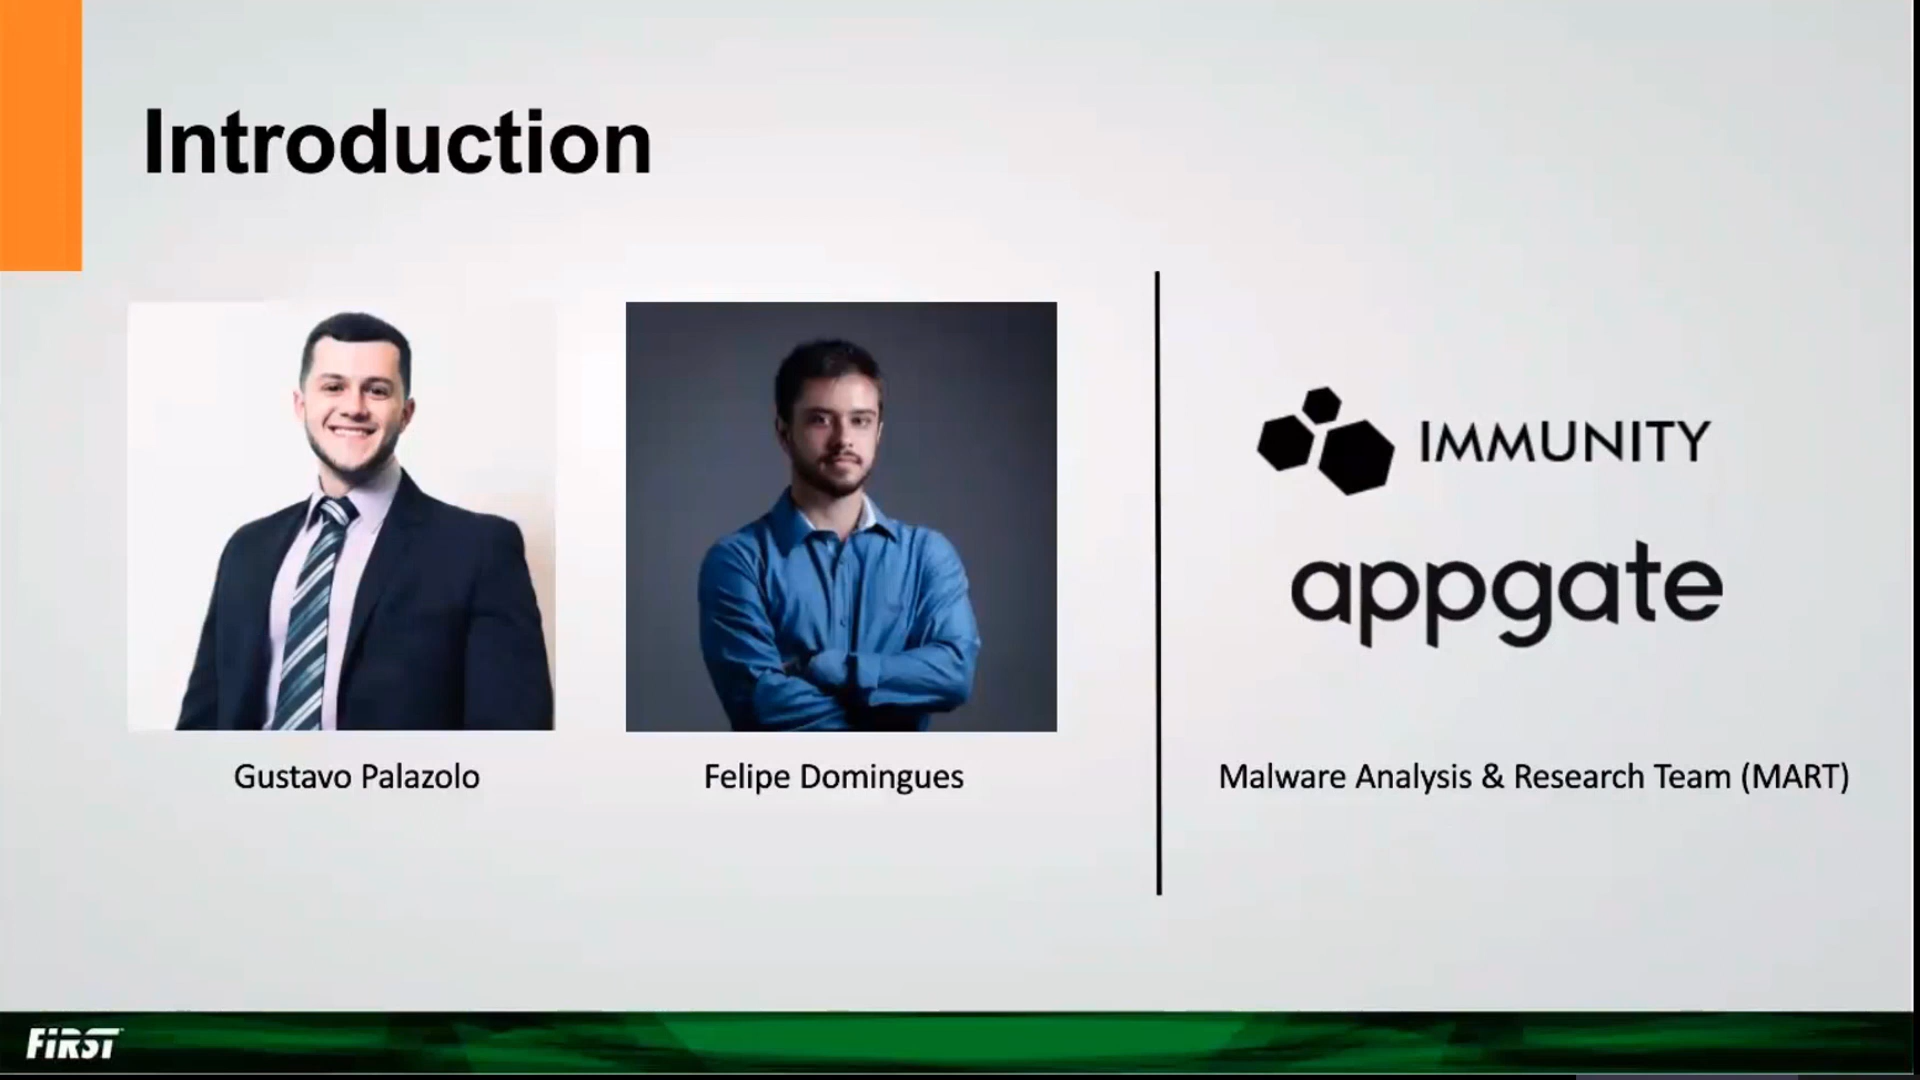 Introduction
Gustavo Palazolo
Felipe Domingues
IMMUNITY
appgate
Malware Analysis & Research Team (MART)
FiRST